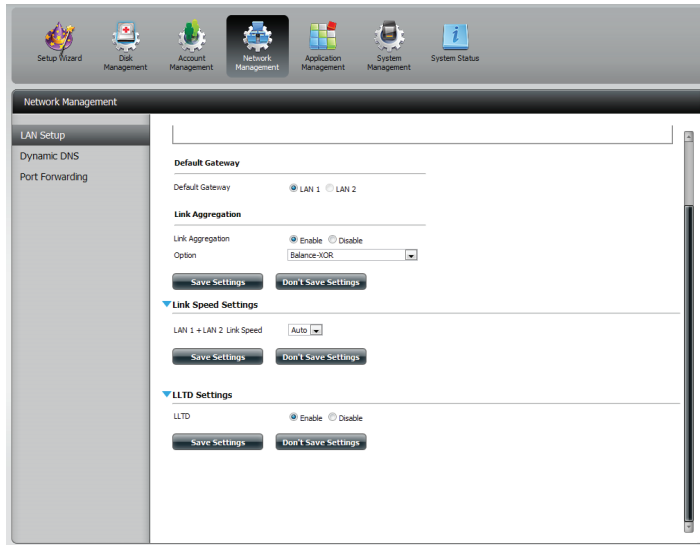 Setup Wizard
Disk Management
Account Management
Network Management
Application Management
System Management
System Status
Network Management
LAN Setup
Dynamic DNS
Port Forwarding
Default Gateway
Default Gateway LAN 1 LAN 2
Link Aggregation
Link Aggregation Enable Disable
Option Balance-XOR
Save Settings Don't Save Settings
Link Speed Settings
LAN 1 + LAN 2 Link Speed Auto
Save Settings Don't Save Settings
LLTD Settings
LLTD Enable Disable
Save Settings Don't Save Settings